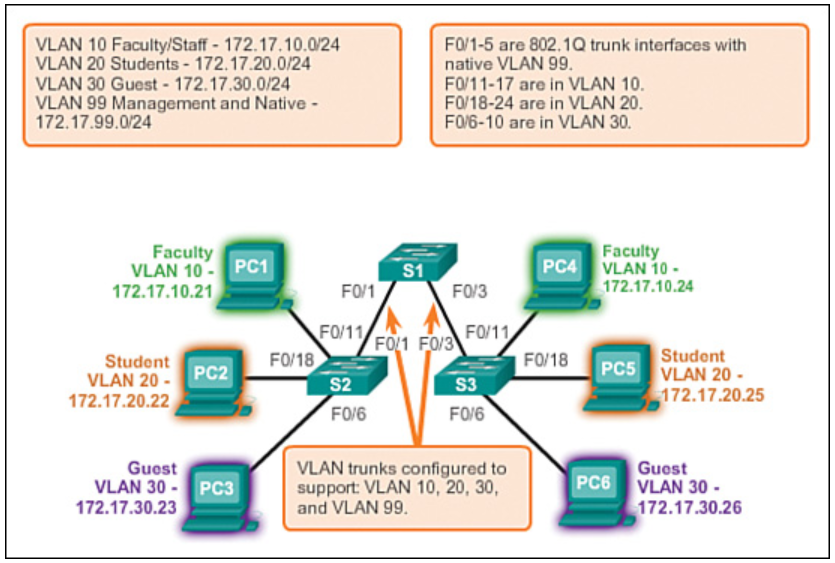 VLAN 10 Faculty/Staff - 172.17.10.0/24
VLAN 20 Students - 172.17.20.0/24
VLAN 30 Guest - 172.17.30.0/24
VLAN 99 Management and Native -
172.17.99.0/24
F0/1-5 are 802.1Q trunk interfaces with
native VLAN 99.
F0/11-17 are in VLAN 10.
F0/18-24 are in VLAN 20.
F0/6-10 are in VLAN 30.
Faculty
VLAN 10 -
172.17.10.21
PC1
S1
PC4
Faculty
VLAN 10 -
172.17.10.24
F0/1
F0/3
F0/11
F0/1
F0/3
F0/11
Student
VLAN 20 -
172.17.20.22
PC2
F0/18
S2
S3
F0/18
PC5
Student
VLAN 20 -
172.17.20.25
F0/6
F0/6
Guest
VLAN 30 -
172.17.30.23
PC3
VLAN trunks configured to
support: VLAN 10, 20, 30,
and VLAN 99.
PC6
Guest
VLAN 30 -
172.17.30.26